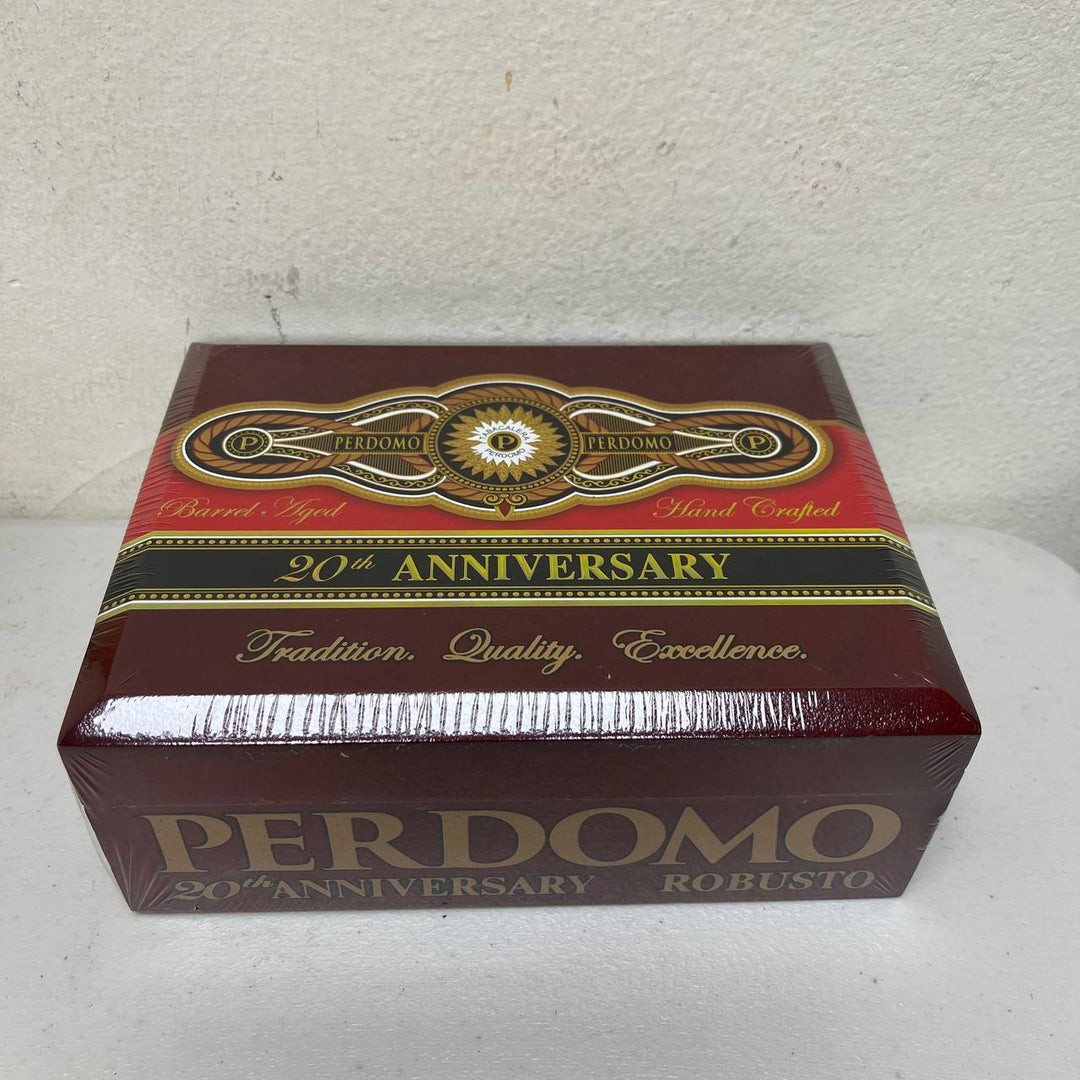 P PERDOMO TABACALERA P PERDOMO PERDOMO P
Barrel Aged Hand Crafted
20th ANNIVERSARY
Tradition. Quality. Excellence.
PERDOMO
20th ANNIVERSARY ROBUSTO